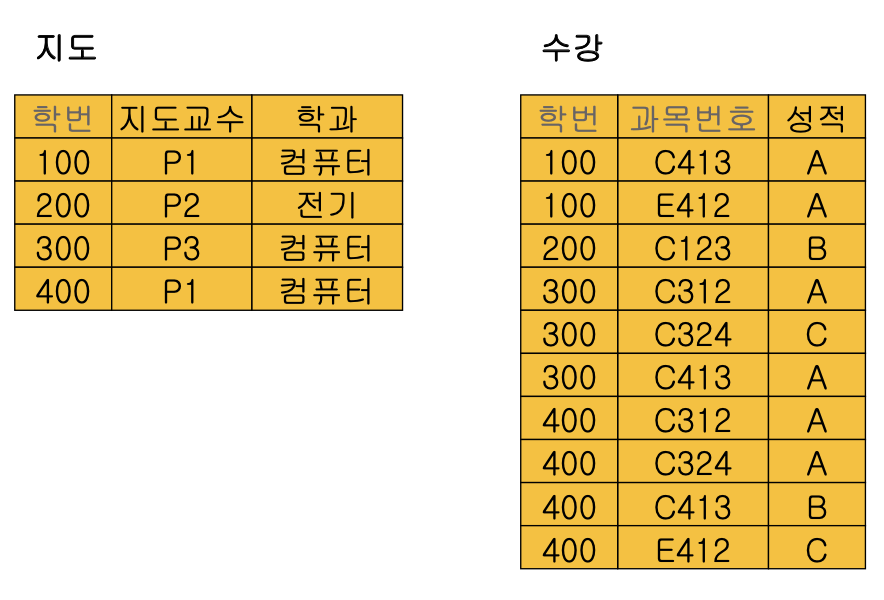 지도
학번 지도교수 학과
100 P1 컴퓨터
200 P2 전기
300 P3 컴퓨터
400 P1 컴퓨터
수강
학번 과목번호 성적
100 C413 A
100 E412 A
200 C123 B
300 C312 A
300 C324 C
300 C413 A
400 C312 A
400 C324 A
400 C413 B
400 E412 C